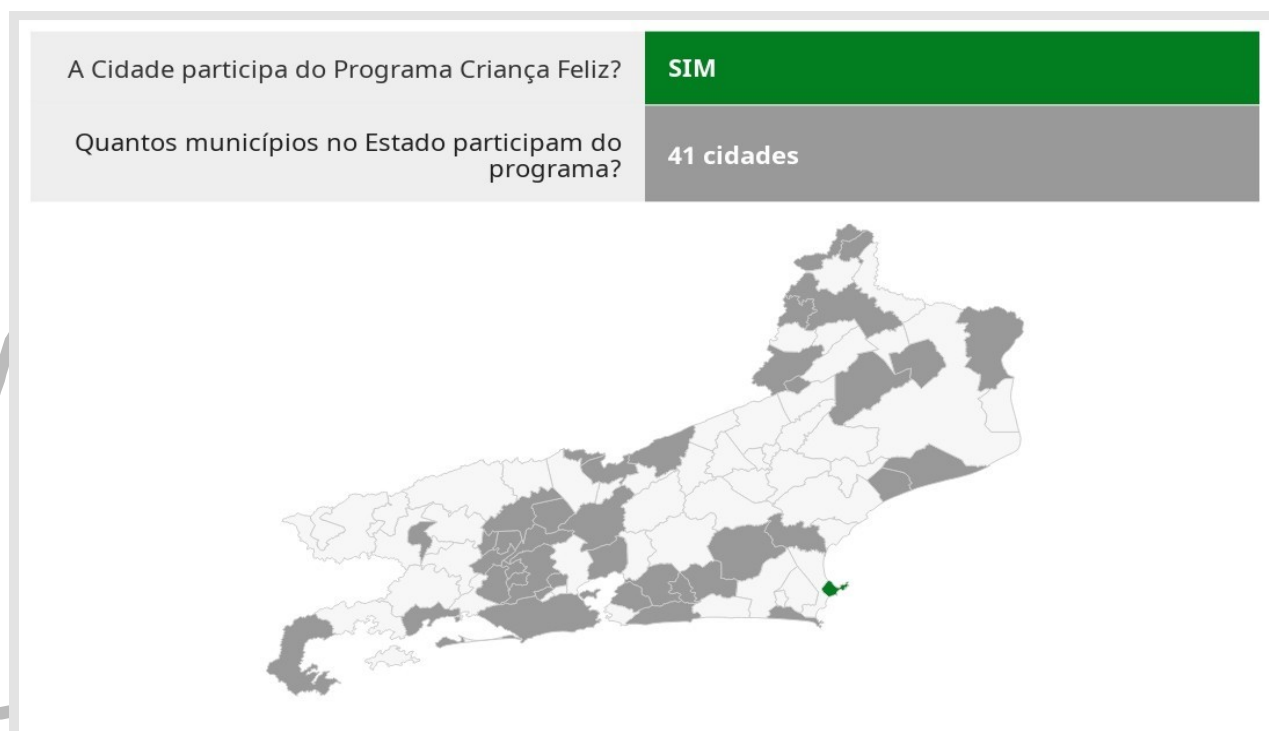 A Cidade participa do Programa Criança Feliz?
SIM
Quantos municípios no Estado participam do
programa?
41 cidades